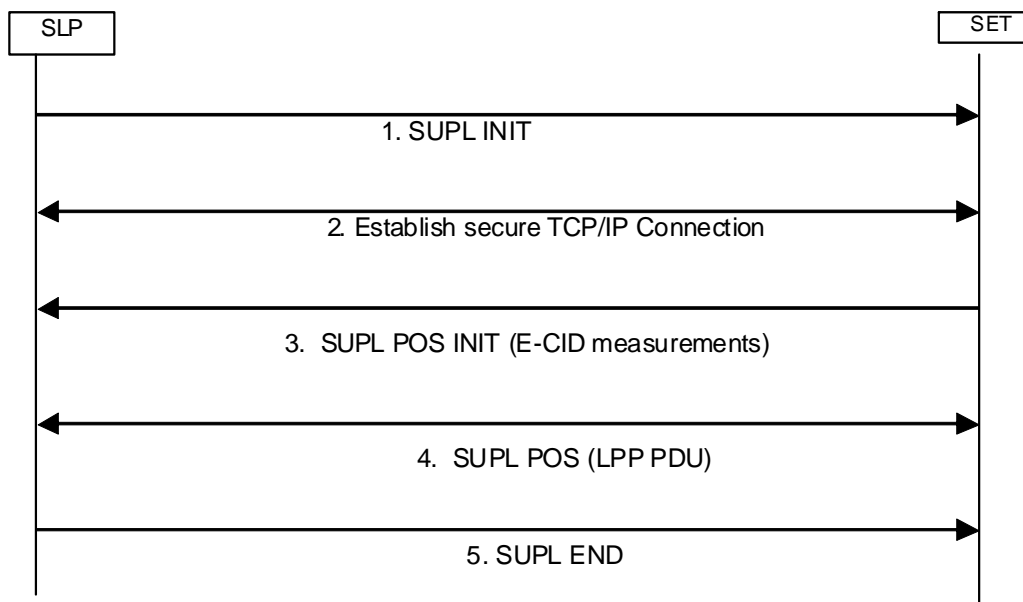 SLP
SET
1. SUPL INIT
2. Establish secure TCP/IP Connection
3. SUPL POS INIT (E-CID measurements)
4. SUPL POS (LPP PDU)
5. SUPL END